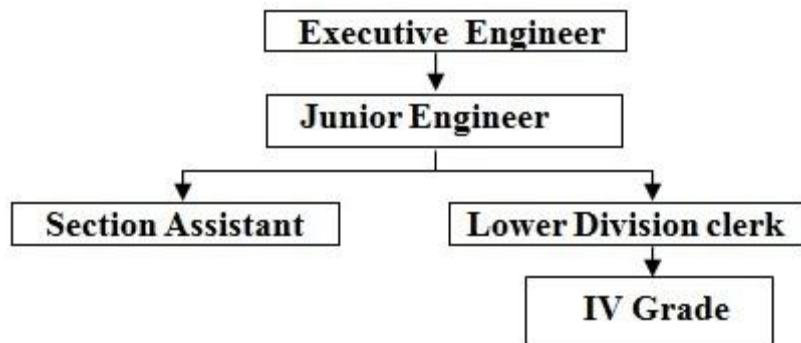 Executive Engineer
Junior Engineer
Section Assistant
Lower Division clerk
IV Grade